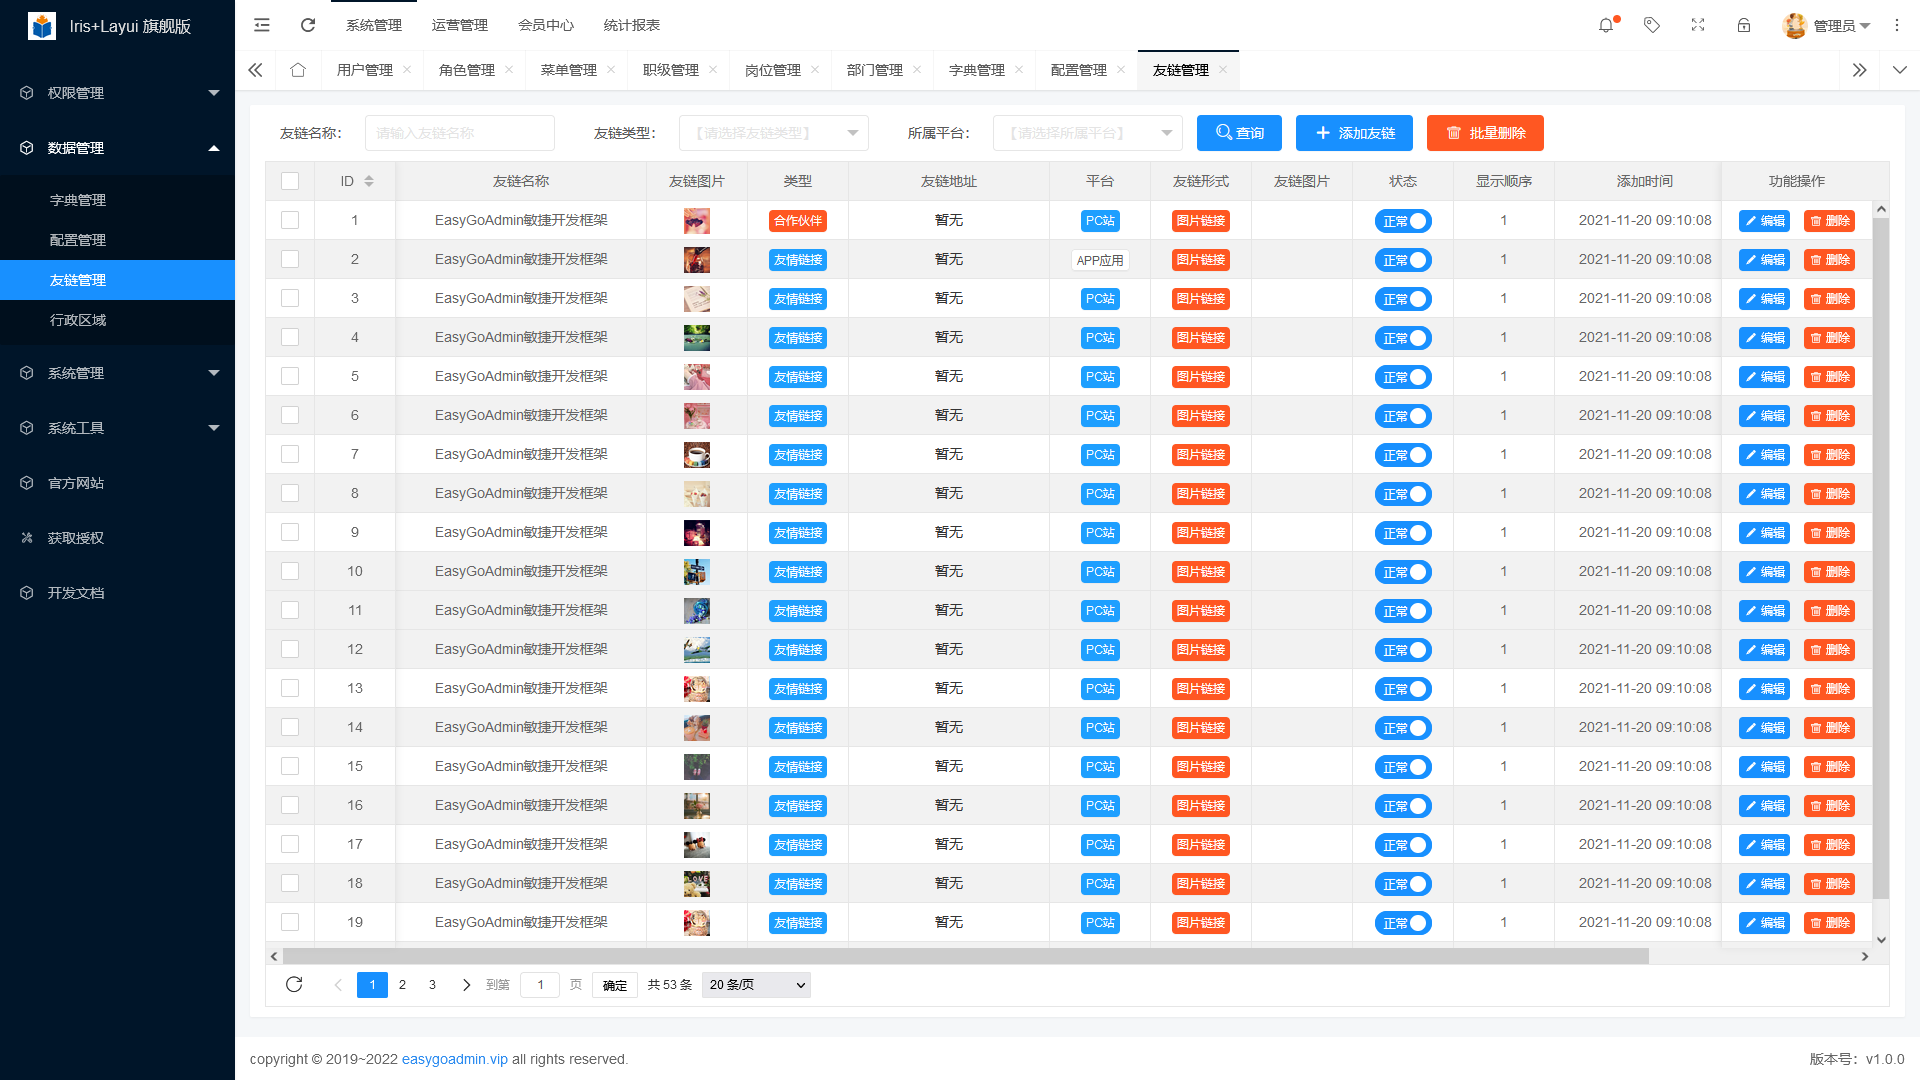 Iris+Layui 旗舰版
系统管理 运营管理 会员中心 统计报表 管理员
用户管理 角色管理 菜单管理 职级管理 岗位管理 部门管理 字典管理 配置管理 友链管理
权限管理
数据管理
字典管理
配置管理
友链管理
行政区域
系统管理
系统工具
官方网站
获取授权
开发文档
友链名称: 请输入友链名称 友链类型: 【请选择友链类型】 所属平台: 【请选择所属平台】 查询 添加友链 批量删除
ID 友链名称 友链图片 类型 友链地址 平台 友链形式 友链图片 状态 显示顺序 添加时间 功能操作
1 EasyGoAdmin敏捷开发框架 合作伙伴 暂无 PC站 图片链接 正常 1 2021-11-20 09:10:08 编辑 删除
2 EasyGoAdmin敏捷开发框架 友情链接 暂无 APP应用 图片链接 正常 1 2021-11-20 09:10:08 编辑 删除
3 EasyGoAdmin敏捷开发框架 友情链接 暂无 PC站 图片链接 正常 1 2021-11-20 09:10:08 编辑 删除
4 EasyGoAdmin敏捷开发框架 友情链接 暂无 PC站 图片链接 正常 1 2021-11-20 09:10:08 编辑 删除
5 EasyGoAdmin敏捷开发框架 友情链接 暂无 PC站 图片链接 正常 1 2021-11-20 09:10:08 编辑 删除
6 EasyGoAdmin敏捷开发框架 友情链接 暂无 PC站 图片链接 正常 1 2021-11-20 09:10:08 编辑 删除
7 EasyGoAdmin敏捷开发框架 友情链接 暂无 PC站 图片链接 正常 1 2021-11-20 09:10:08 编辑 删除
8 EasyGoAdmin敏捷开发框架 友情链接 暂无 PC站 图片链接 正常 1 2021-11-20 09:10:08 编辑 删除
9 EasyGoAdmin敏捷开发框架 友情链接 暂无 PC站 图片链接 正常 1 2021-11-20 09:10:08 编辑 删除
10 EasyGoAdmin敏捷开发框架 友情链接 暂无 PC站 图片链接 正常 1 2021-11-20 09:10:08 编辑 删除
11 EasyGoAdmin敏捷开发框架 友情链接 暂无 PC站 图片链接 正常 1 2021-11-20 09:10:08 编辑 删除
12 EasyGoAdmin敏捷开发框架 友情链接 暂无 PC站 图片链接 正常 1 2021-11-20 09:10:08 编辑 删除
13 EasyGoAdmin敏捷开发框架 友情链接 暂无 PC站 图片链接 正常 1 2021-11-20 09:10:08 编辑 删除
14 EasyGoAdmin敏捷开发框架 友情链接 暂无 PC站 图片链接 正常 1 2021-11-20 09:10:08 编辑 删除
15 EasyGoAdmin敏捷开发框架 友情链接 暂无 PC站 图片链接 正常 1 2021-11-20 09:10:08 编辑 删除
16 EasyGoAdmin敏捷开发框架 友情链接 暂无 PC站 图片链接 正常 1 2021-11-20 09:10:08 编辑 删除
17 EasyGoAdmin敏捷开发框架 友情链接 暂无 PC站 图片链接 正常 1 2021-11-20 09:10:08 编辑 删除
18 EasyGoAdmin敏捷开发框架 友情链接 暂无 PC站 图片链接 正常 1 2021-11-20 09:10:08 编辑 删除
19 EasyGoAdmin敏捷开发框架 友情链接 暂无 PC站 图片链接 正常 1 2021-11-20 09:10:08 编辑 删除
1 2 3 到第 1 页 确定 共 53 条 20 条/页
copyright © 2019~2022 easygoadmin.vip all rights reserved. 版本号：v1.0.0